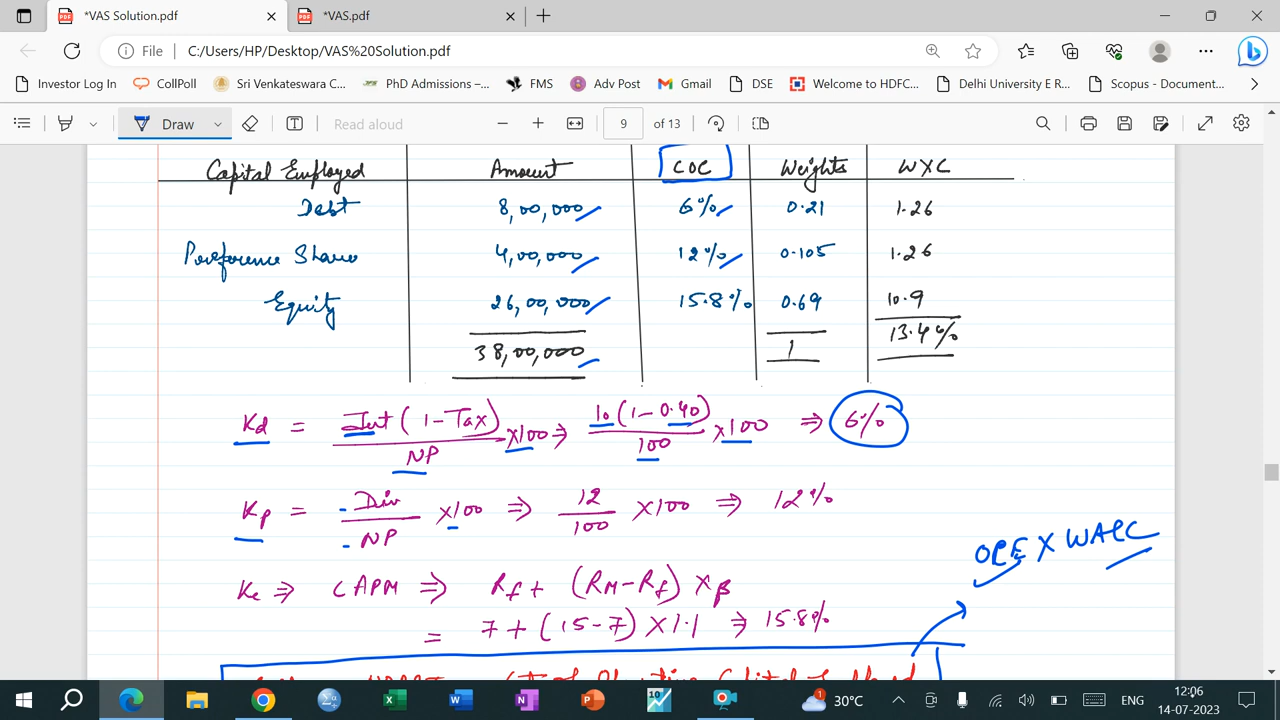 *VAS Solution.pdf
*VAS.pdf
File C:/Users/HP/Desktop/VAS%20Solution.pdf
Investor Log In CollPoll Sri Venkateswara C... PhD Admissions –... FMS Adv Post Gmail DSE Welcome to HDFC... Delhi University E R... Scopus - Document...
Draw Read aloud 9 of 13
Capital Employed Amount COC Weights WXC
Debt 8,00,000 6% 0.21 1.26
Preference Shares 4,00,000 12% 0.105 1.26
Equity 26,00,000 15.8% 0.69 10.9
38,00,000 1 13.4%
Kd = Int (1-Tax) / NP ×100 ⇒ 10(1-0.40) / 100 ×100 ⇒ 6%
Kp = Div / NP ×100 ⇒ 12 / 100 ×100 ⇒ 12%
OCE X WACC
Ke ⇒ CAPM ⇒ Rf + (RM-Rf) ×β
= 7 + (15-7) ×1.1 ⇒ 15.8%
30°C ENG 12:06
14-07-2023